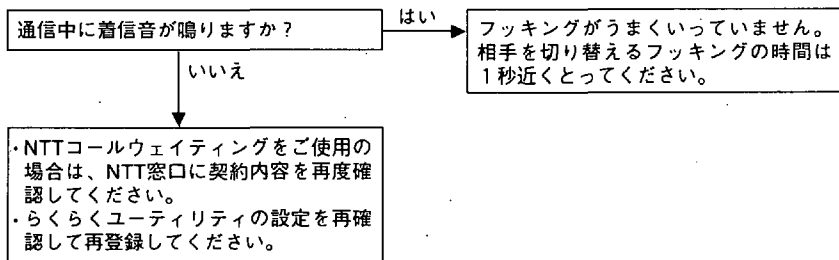 通信中に着信音が鳴りますか？
はい
フッキングがうまくいっていません。
相手を切り替えるフッキングの時間は
１秒近くとってください。
いいえ
・NTTコールウェイティングをご使用の
場合は、NTT窓口に契約内容を再度確
認してください。
・らくらくユーティリティの設定を再確
認して再登録してください。